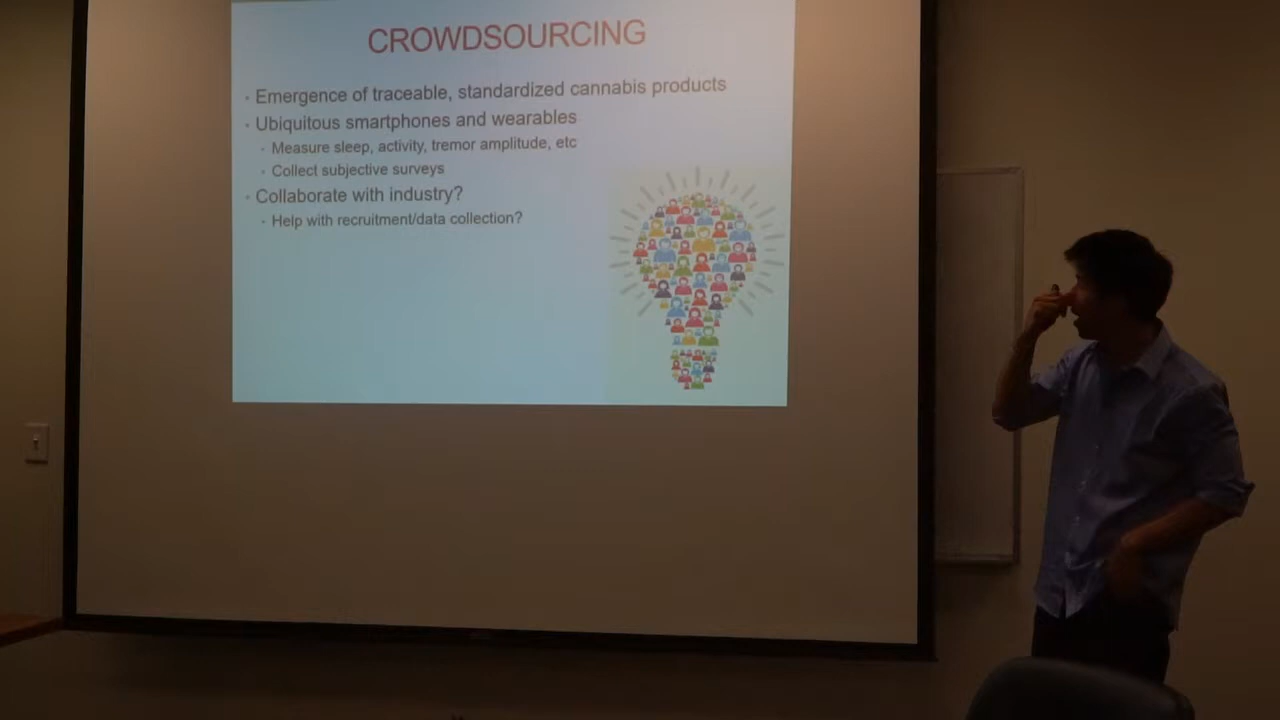 CROWDSOURCING
• Emergence of traceable, standardized cannabis products
• Ubiquitous smartphones and wearables
• Measure sleep, activity, tremor amplitude, etc
• Collect subjective surveys
• Collaborate with industry?
• Help with recruitment/data collection?